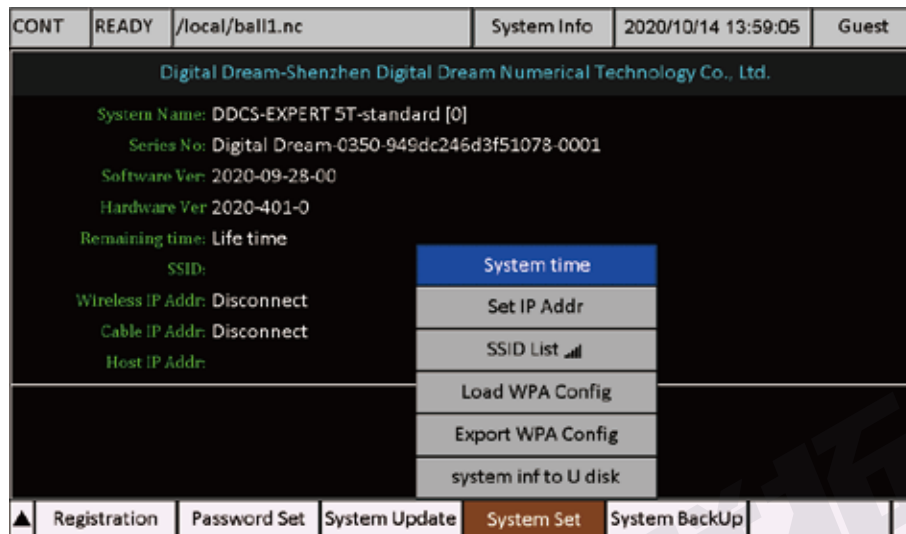 CONT READY /local/ball1.nc System Info 2020/10/14 13:59:05 Guest
Digital Dream-Shenzhen Digital Dream Numerical Technology Co., Ltd.
System Name: DDCS-EXPERT 5T-standard [0]
Series No: Digital Dream-0350-949dc246d3f51078-0001
Software Ver: 2020-09-28-00
Hardware Ver 2020-401-0
Remaining time: Life time
SSID:
Wireless IP Addr: Disconnect
Cable IP Addr: Disconnect
Host IP Addr:
System time
Set IP Addr
SSID List
Load WPA Config
Export WPA Config
system inf to U disk
▲ Registration Password Set System Update System Set System BackUp